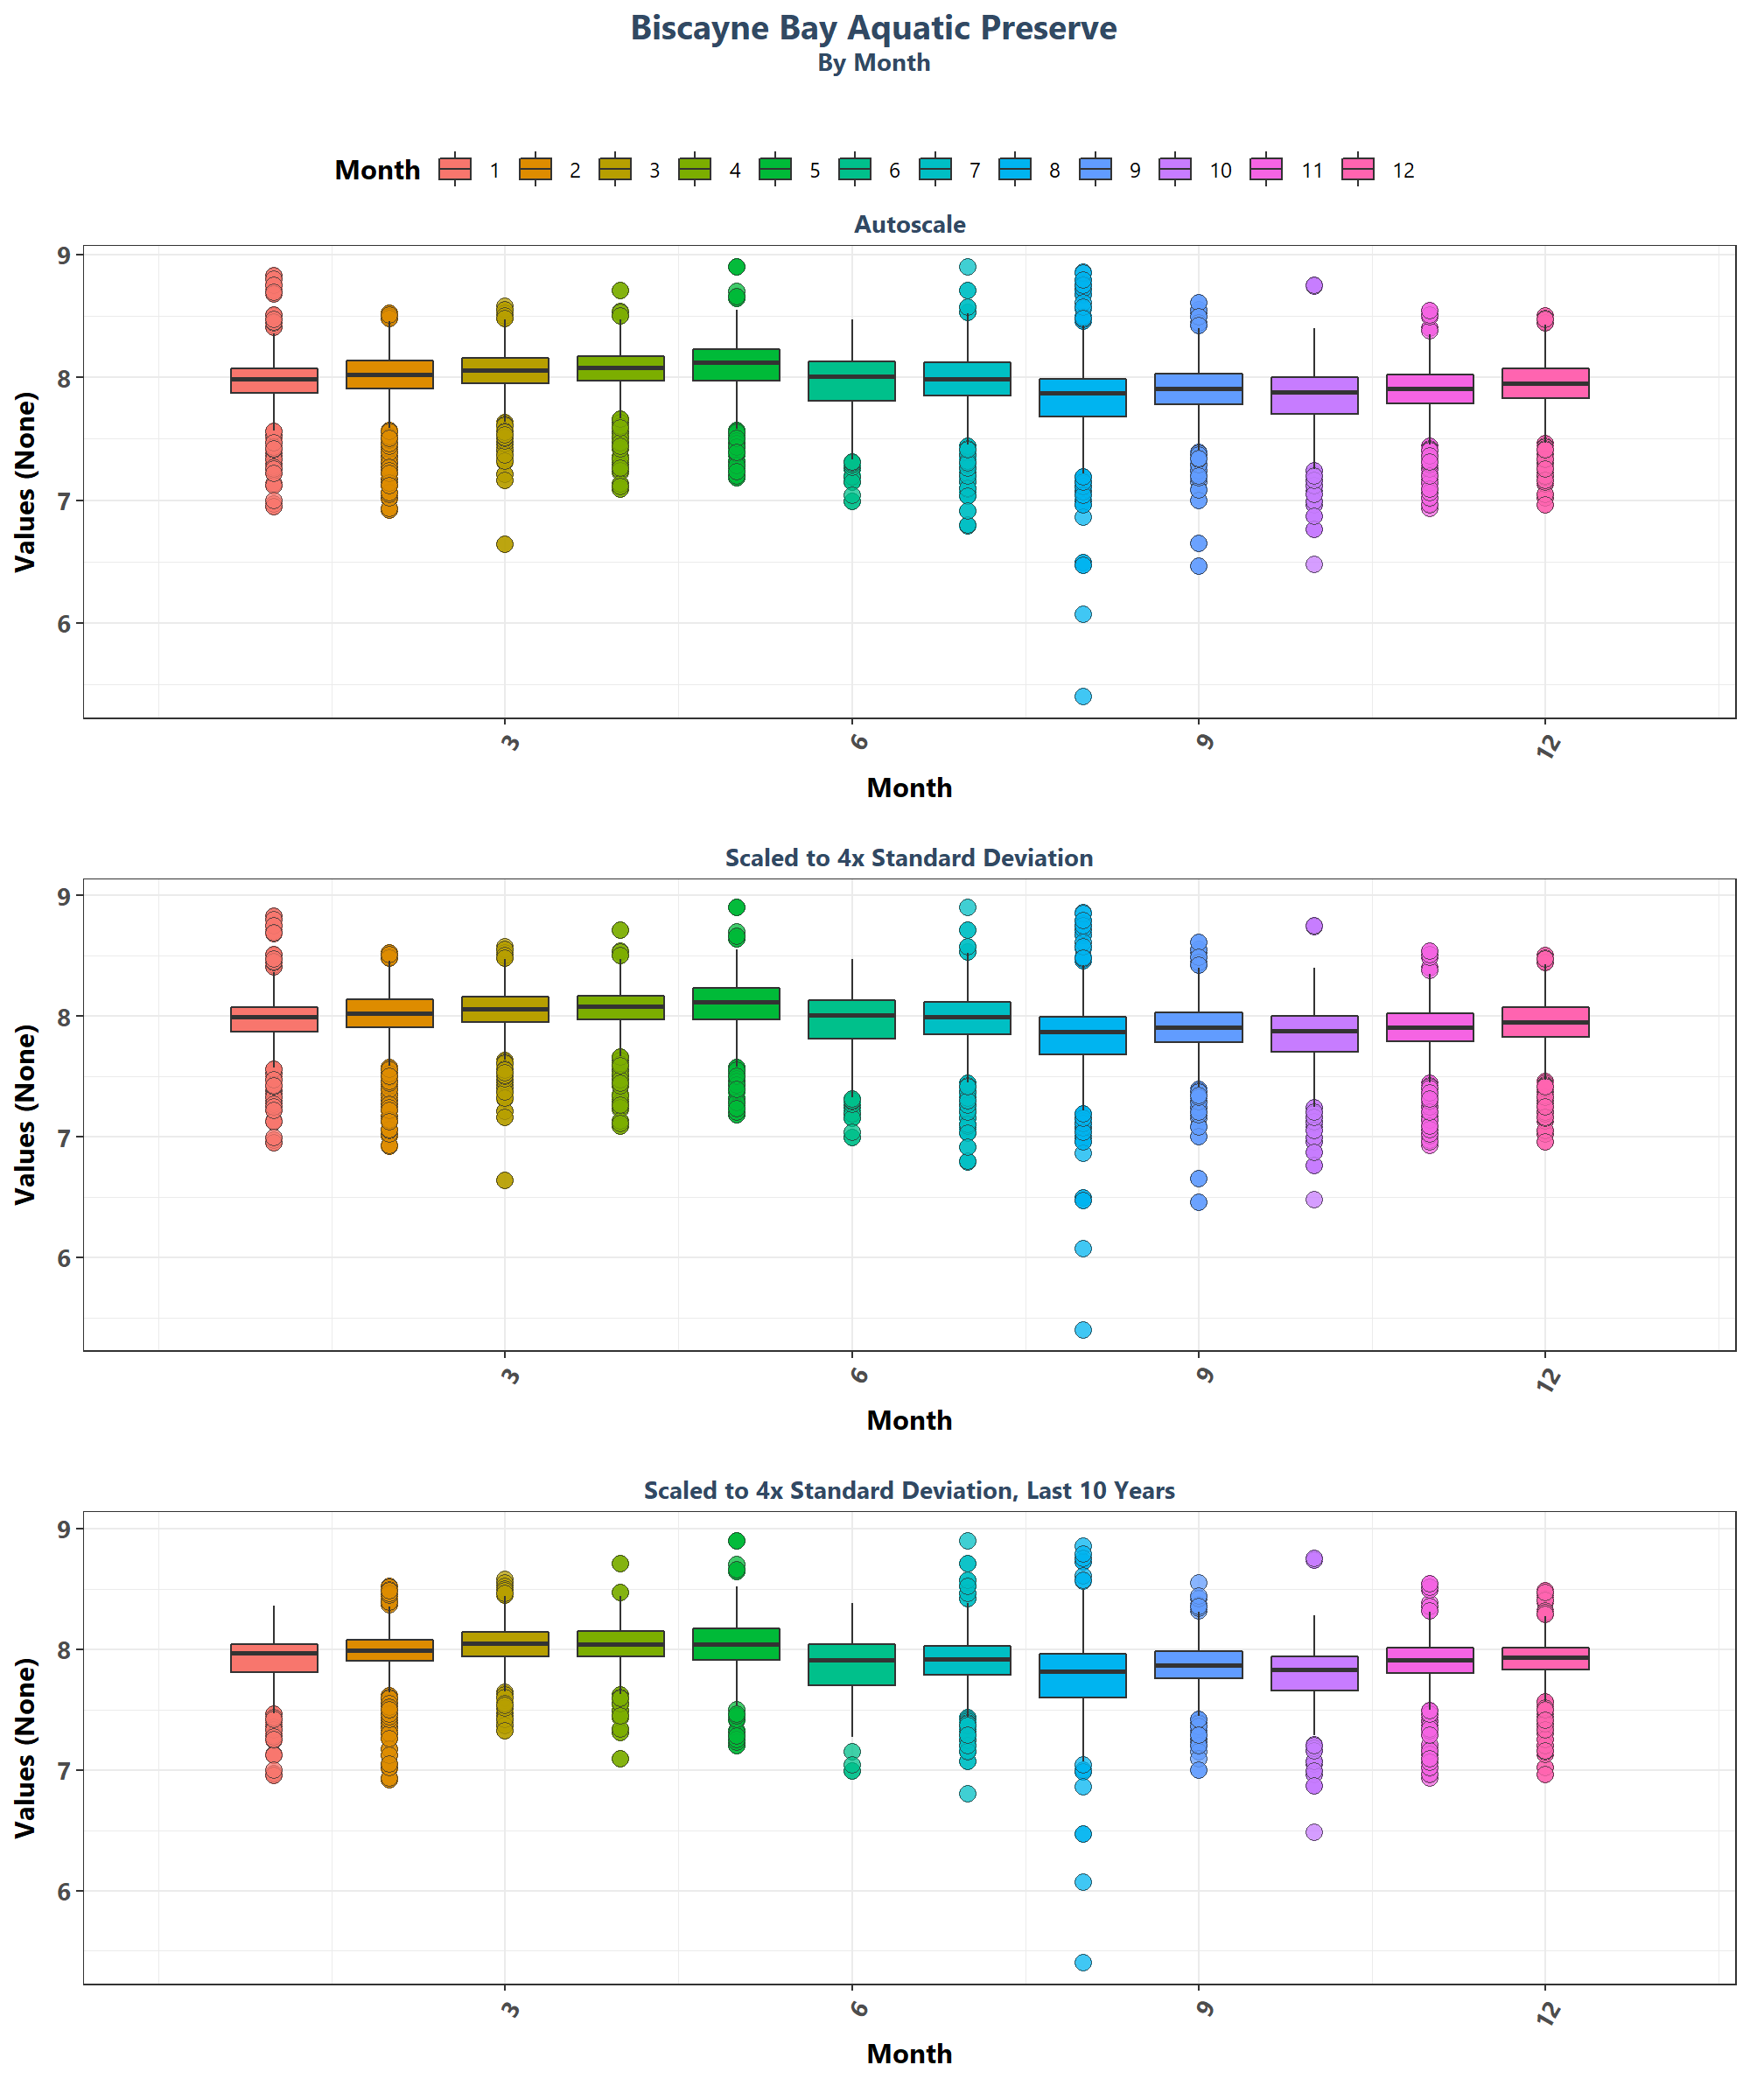 Biscayne Bay Aquatic Preserve
By Month
Month 1 2 3 4 5 6 7 8 9 10 11 12
Autoscale
Values (None)
9
8
7
6
3 6 9 12
Month
Scaled to 4x Standard Deviation
Values (None)
9
8
7
6
3 6 9 12
Month
Scaled to 4x Standard Deviation, Last 10 Years
Values (None)
9
8
7
6
3 6 9 12
Month